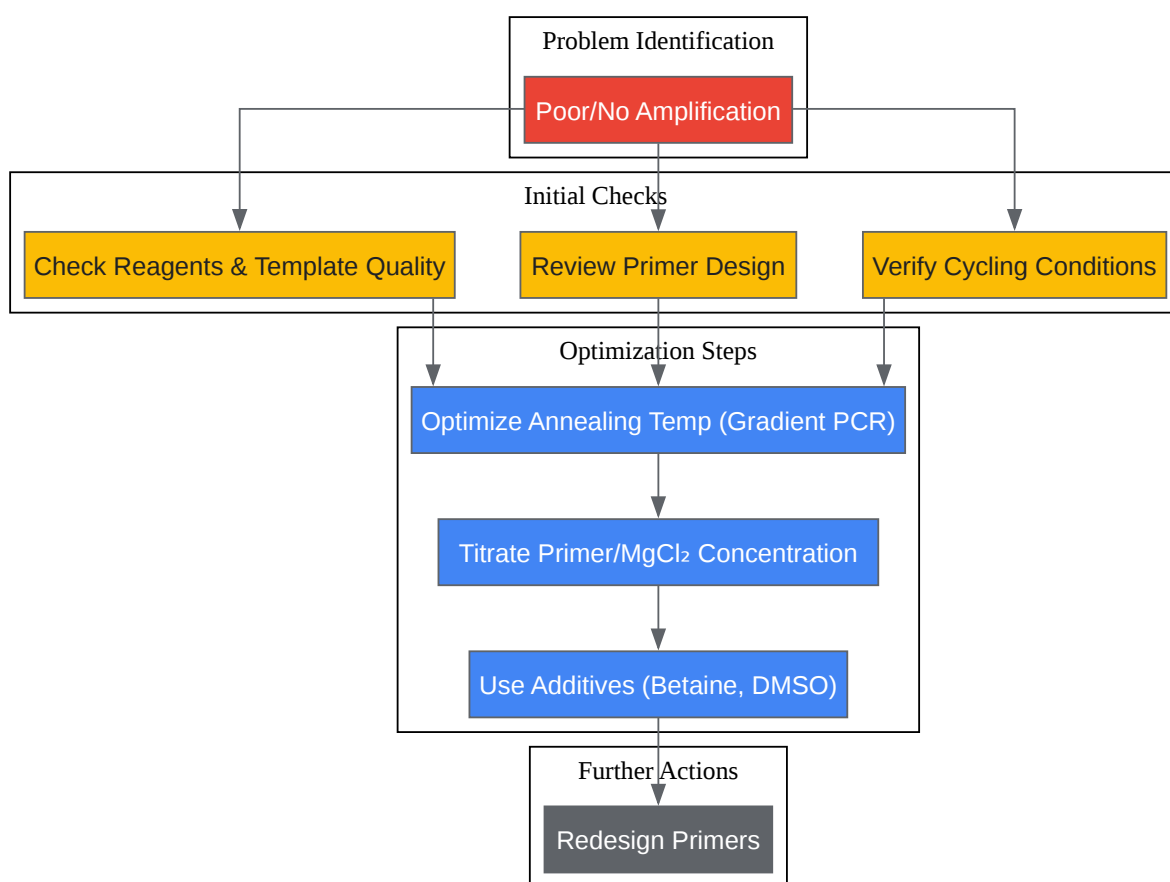 Problem Identification
Poor/No Amplification
Initial Checks
Check Reagents & Template Quality
Review Primer Design
Verify Cycling Conditions
Optimization Steps
Optimize Annealing Temp (Gradient PCR)
Titrate Primer/MgCl₂ Concentration
Use Additives (Betaine, DMSO)
Further Actions
Redesign Primers